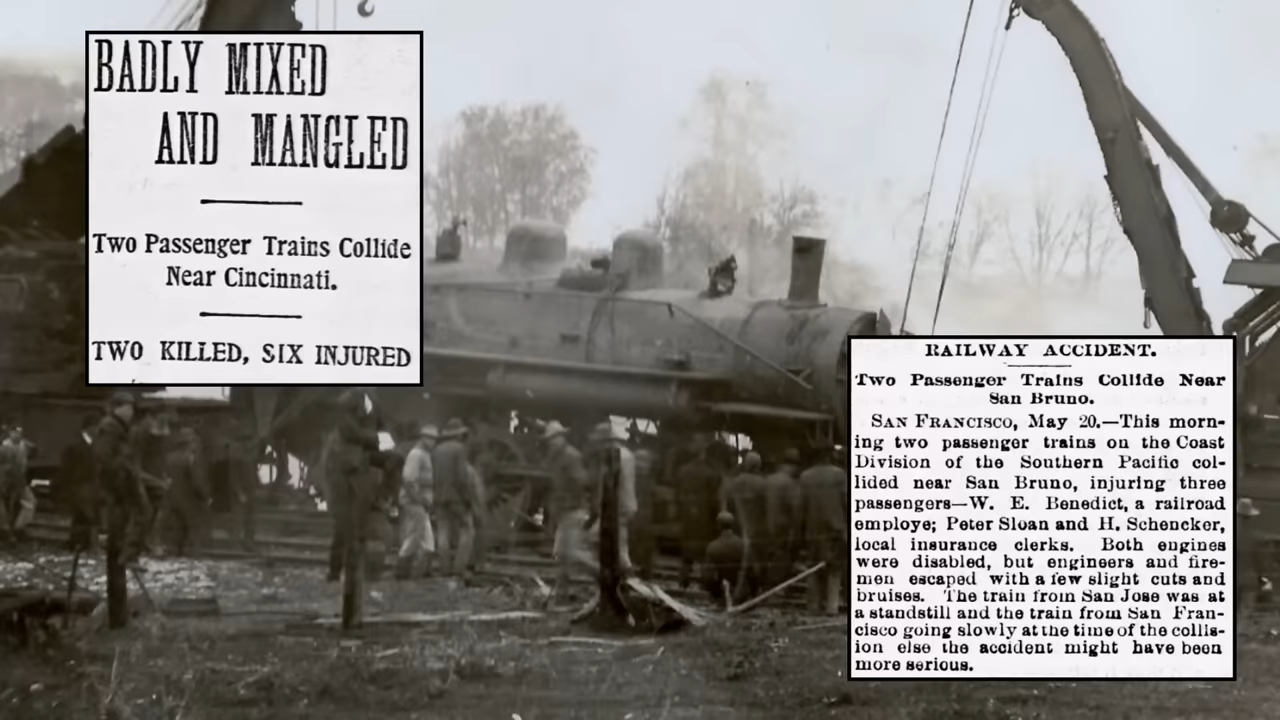 BADLY MIXED
AND MANGLED
Two Passenger Trains Collide
Near Cincinnati.
TWO KILLED, SIX INJURED
RAILWAY ACCIDENT.
Two Passenger Trains Collide Near
San Bruno.
SAN FRANCISCO, May 20.—This morn-
ing two passenger trains on the Coast
Division of the Southern Pacific col-
lided near San Bruno, injuring three
passengers—W. E. Benedict, a railroad
employe; Peter Sloan and H. Schencker,
local insurance clerks. Both engines
were disabled, but engineers and fire-
men escaped with a few slight cuts and
bruises. The train from San Jose was at
a standstill and the train from San Fran-
cisco going slowly at the time of the collis-
ion else the accident might have been
more serious.